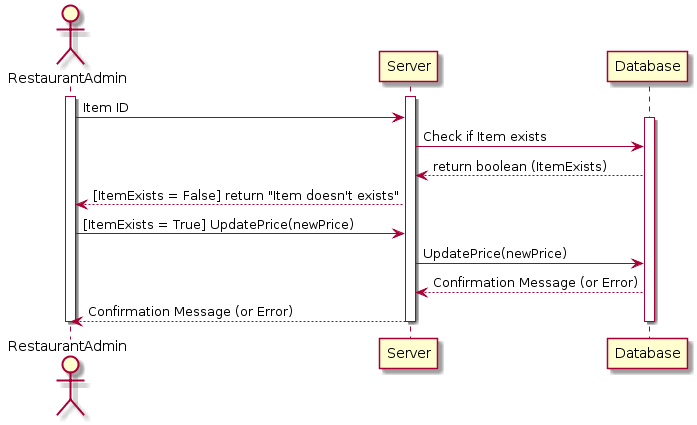 RestaurantAdmin
Server
Database
Item ID
Check if Item exists
return boolean (ItemExists)
[ItemExists = False] return "Item doesn't exists"
[ItemExists = True] UpdatePrice(newPrice)
UpdatePrice(newPrice)
Confirmation Message (or Error)
Confirmation Message (or Error)
RestaurantAdmin
Server
Database